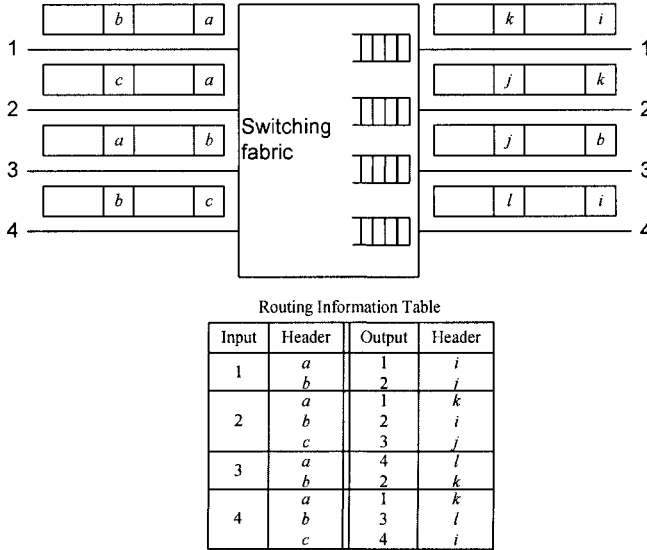 b a k i
1 1
c a j k
2 2
Switching
fabric
a b j b
3 3
b c l i
4 4
Routing Information Table
Input Header Output Header
1 a 1 i
b 2 j
a 1 k
2 b 2 i
c 3 j
3 a 4 l
b 2 k
a 1 k
4 b 3 l
c 4 i